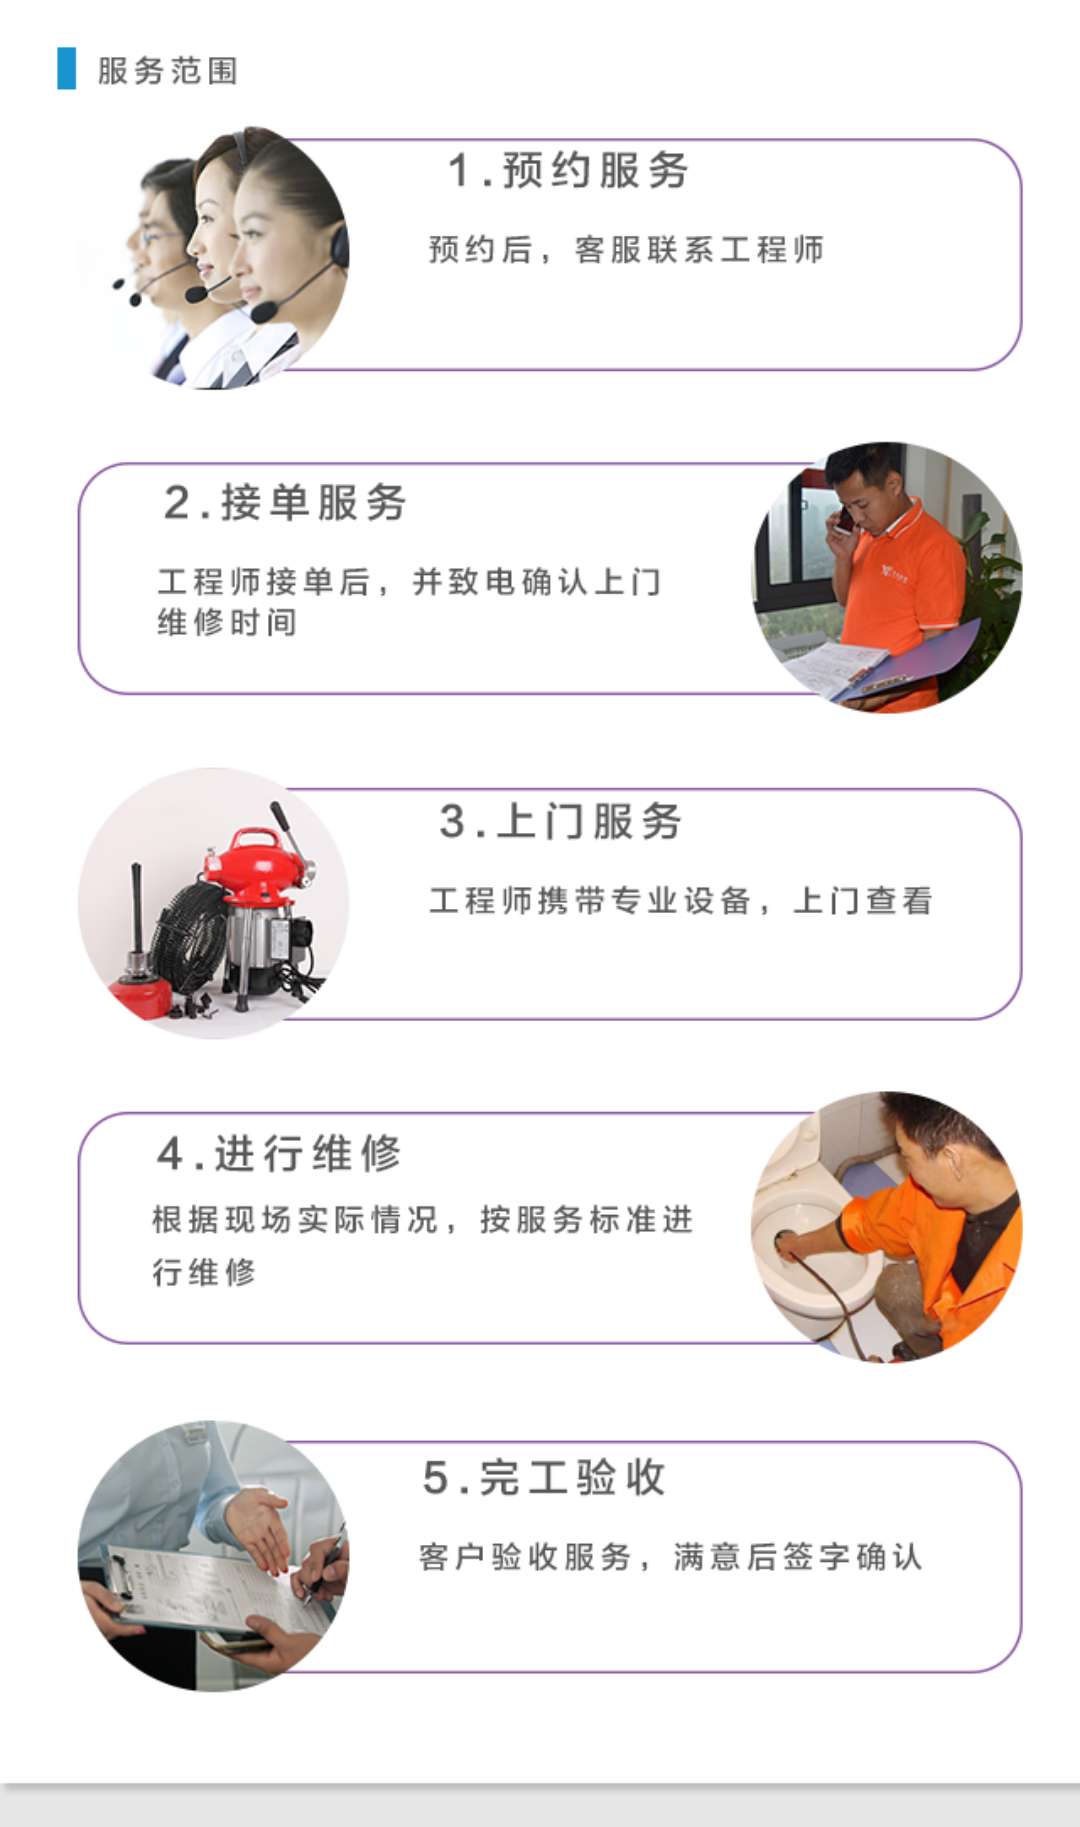 服务范围
1.预约服务
预约后，客服联系工程师
2.接单服务
工程师接单后，并致电确认上门
维修时间
3.上门服务
工程师携带专业设备，上门查看
4.进行维修
根据现场实际情况，按服务标准进
行维修
5.完工验收
客户验收服务，满意后签字确认